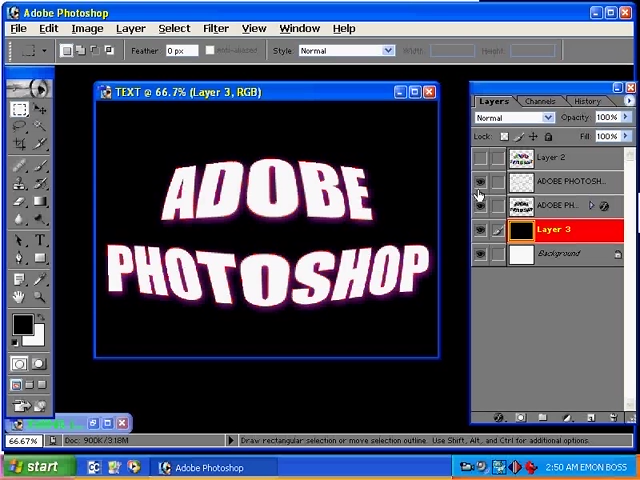 Adobe Photoshop
File Edit Image Layer Select Filter View Window Help
Feather 0 px Anti-aliased Style: Normal Width: Height:
TEXT @ 66.7% (Layer 3, RGB)
ADOBE
PHOTOSHOP
Layers Channels History
Normal Opacity: 100%
Lock: Fill: 100%
Layer 2
ADOBE PHOTOSH...
ADOBE PH...
Layer 3
Background
66.67% Doc: 900K/3.18M Draw rectangular selection or move selection outline. Use Shift, Alt, and Ctrl for additional options
start Adobe Photoshop 2:50 AM EMON BOSS